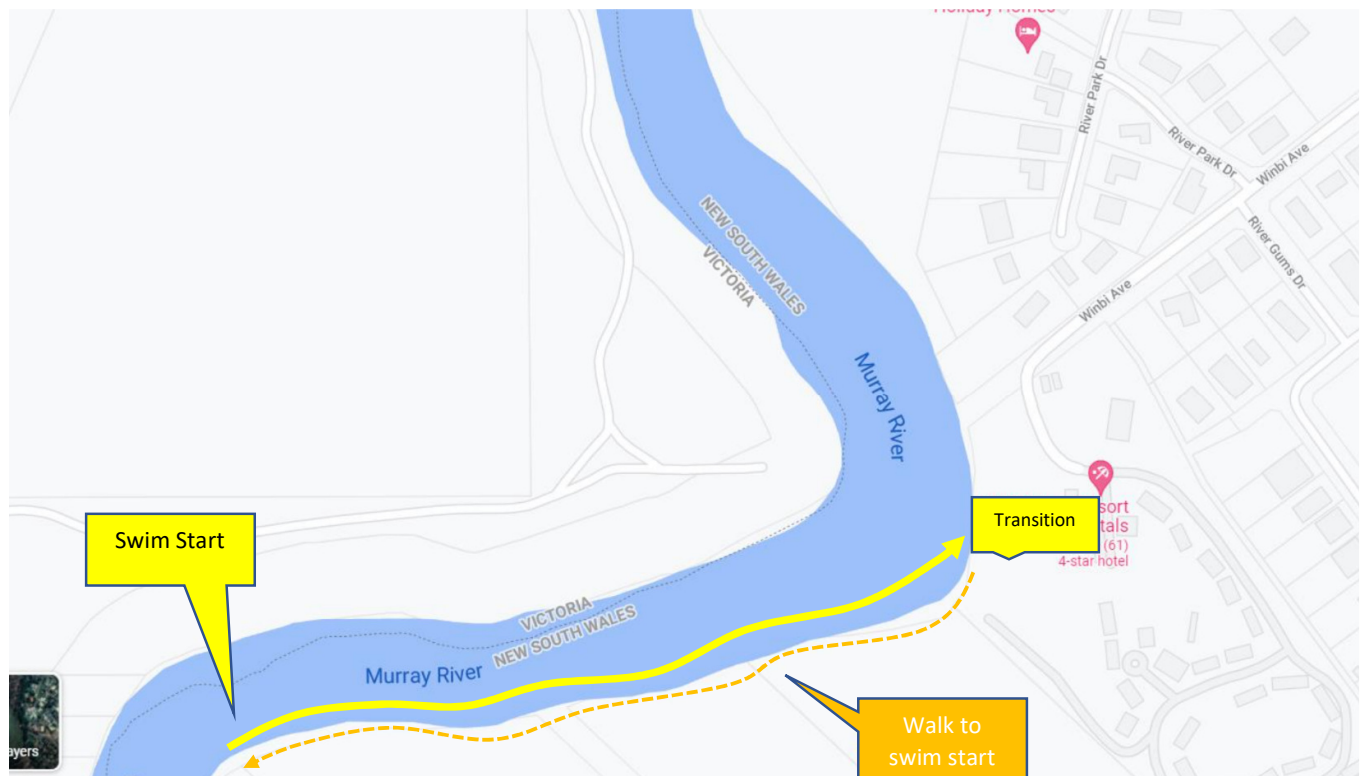 Holiday Homes
River Park Dr
River Park Dr
Winbi Ave
River Gums Dr
NEW SOUTH WALES
VICTORIA
Winbi Ave
Murray River
Swim Start
Transition
(61)
4-star hotel
VICTORIA
NEW SOUTH WALES
Murray River
Walk to
swim start